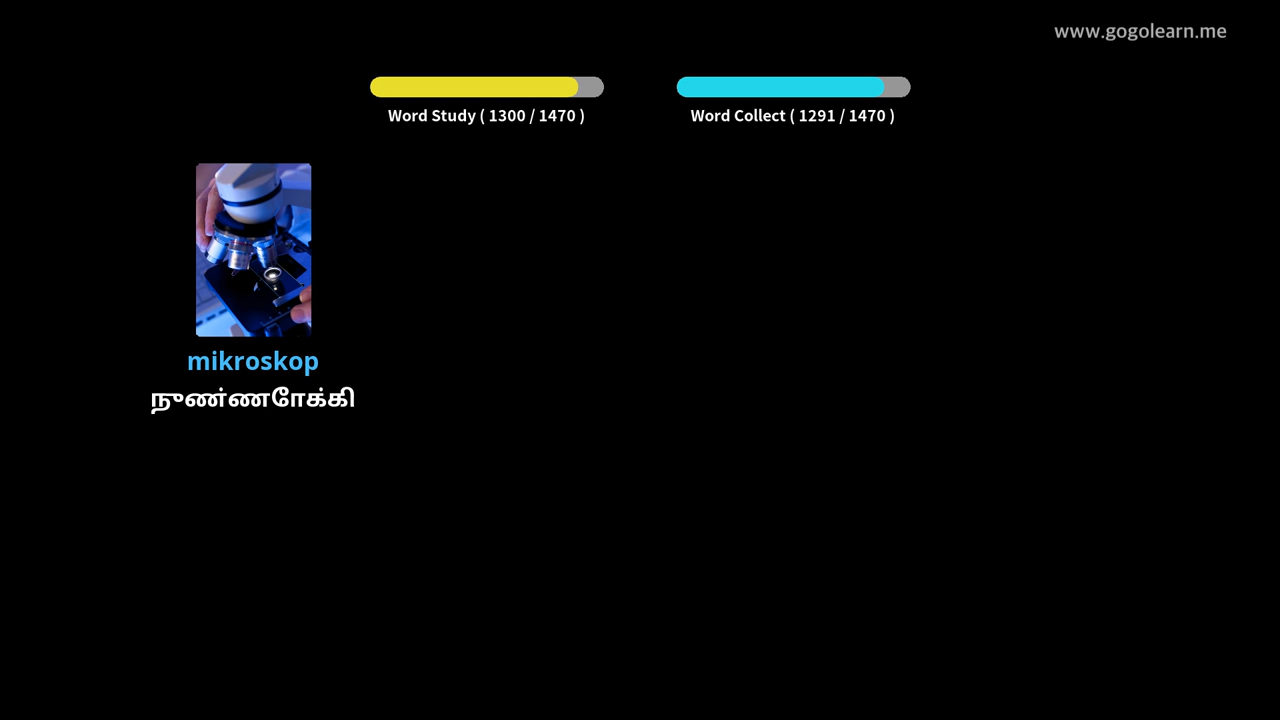 www.gogolearn.me
Word Study ( 1300 / 1470 )
Word Collect ( 1291 / 1470 )
mikroskop
நுண்ணோக்கி